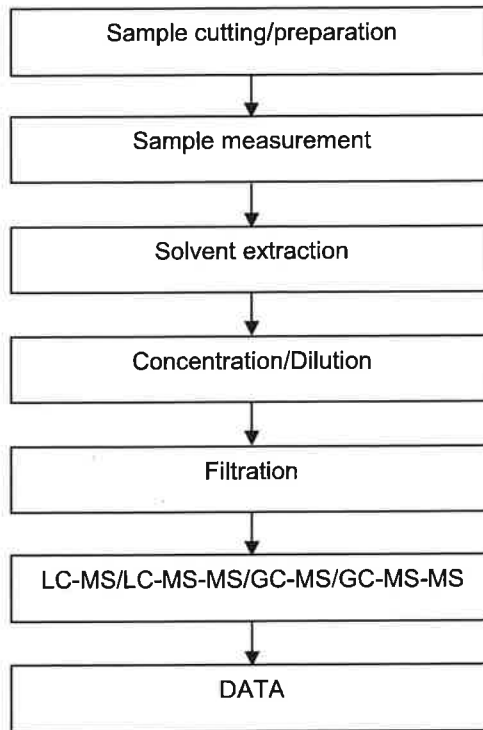 Sample cutting/preparation
Sample measurement
Solvent extraction
Concentration/Dilution
Filtration
LC-MS/LC-MS-MS/GC-MS/GC-MS-MS
DATA